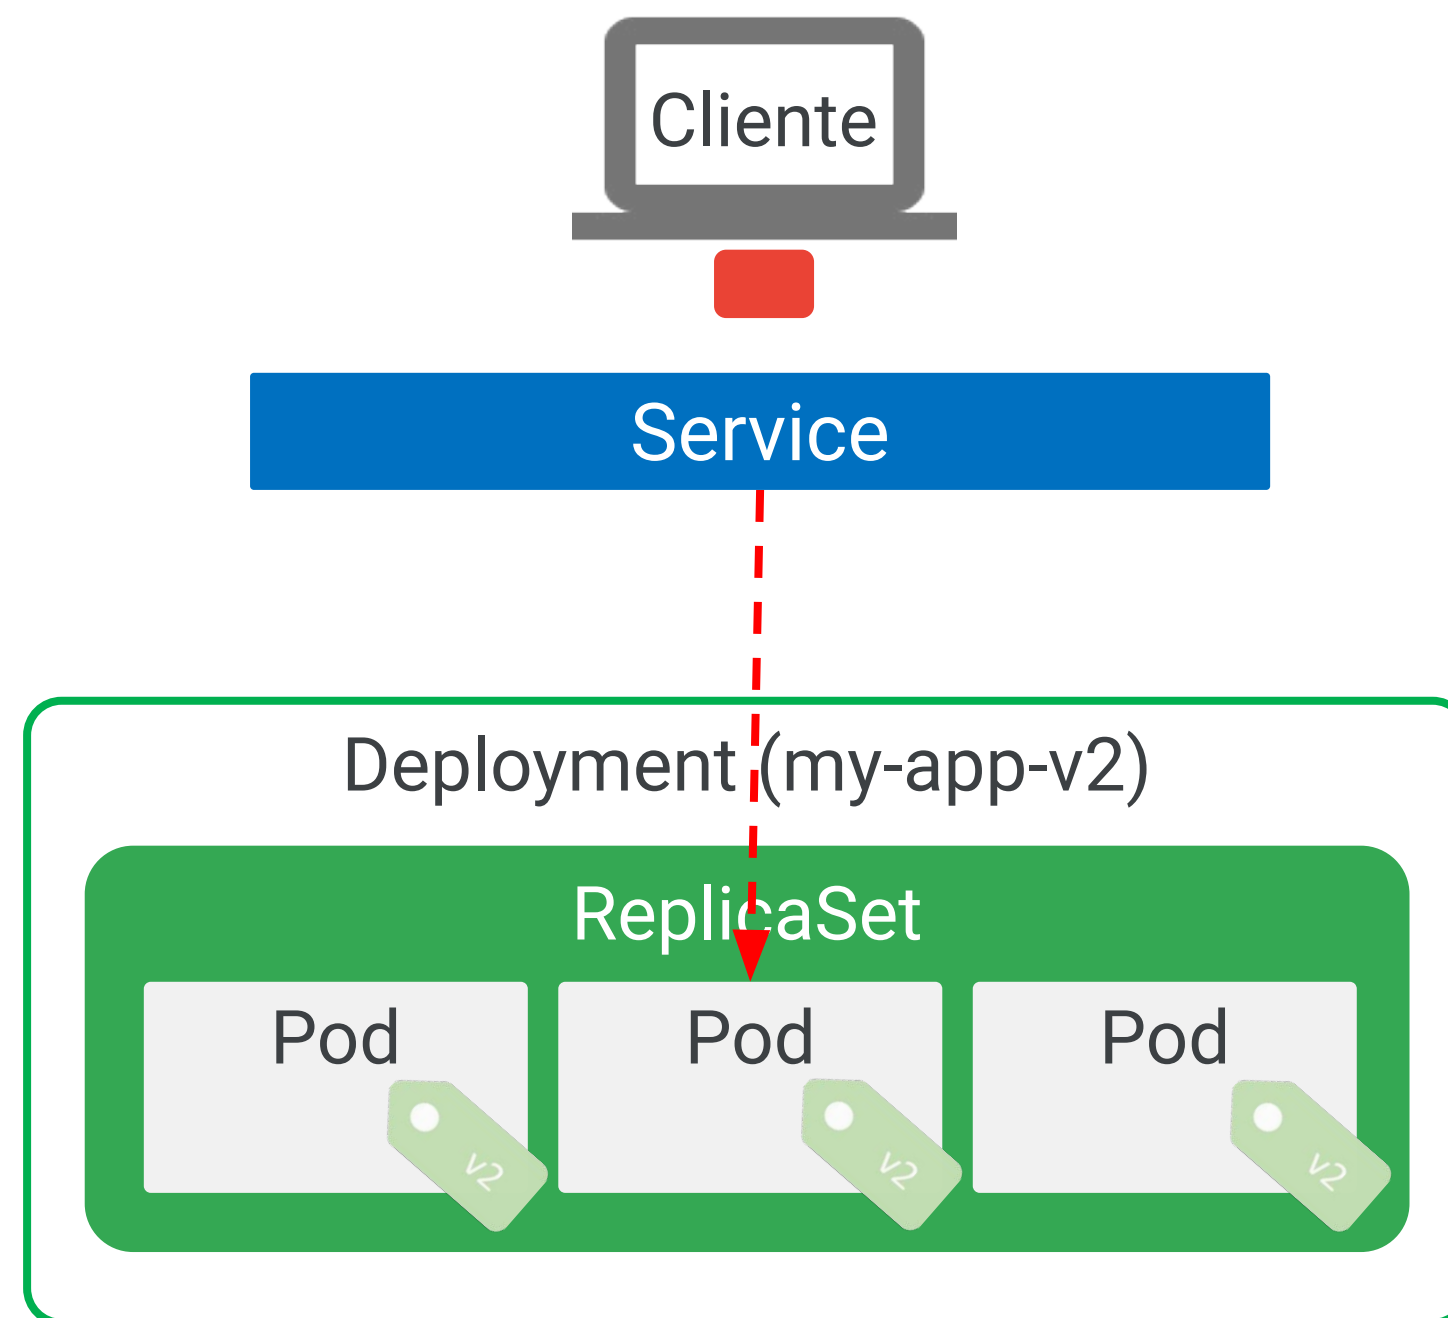 Cliente
Service
Deployment (my-app-v2)
ReplicaSet
Pod
Pod
Pod
v2
v2
v2